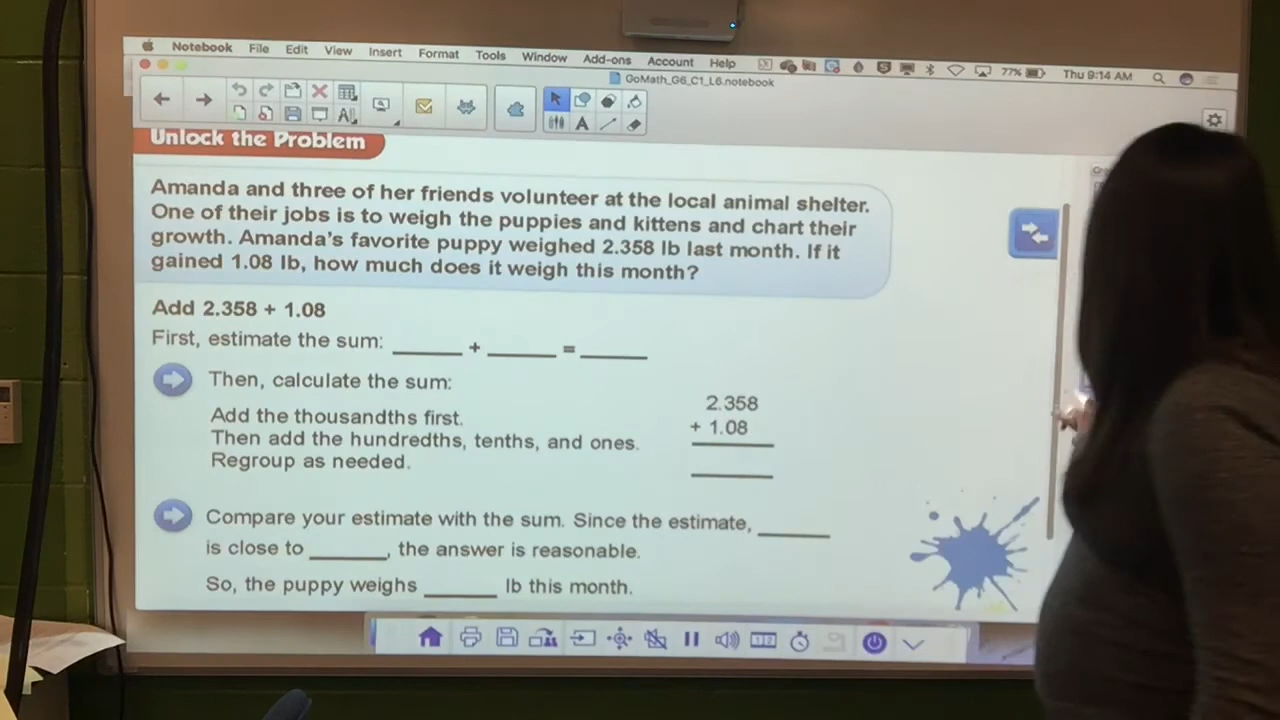 Notebook File Edit View Insert Format Tools Window Add-ons Account Help 77% Thu 9:14 AM
GoMath_G6_C1_L6.notebook
Unlock the Problem
Amanda and three of her friends volunteer at the local animal shelter.
One of their jobs is to weigh the puppies and kittens and chart their
growth. Amanda's favorite puppy weighed 2.358 lb last month. If it
gained 1.08 lb, how much does it weigh this month?
Add 2.358 + 1.08
First, estimate the sum: _____ + _____ = _____
Then, calculate the sum:
Add the thousandths first.
Then add the hundredths, tenths, and ones.
Regroup as needed.
2.358
+ 1.08
Compare your estimate with the sum. Since the estimate, _____
is close to _____, the answer is reasonable.
So, the puppy weighs _____ lb this month.